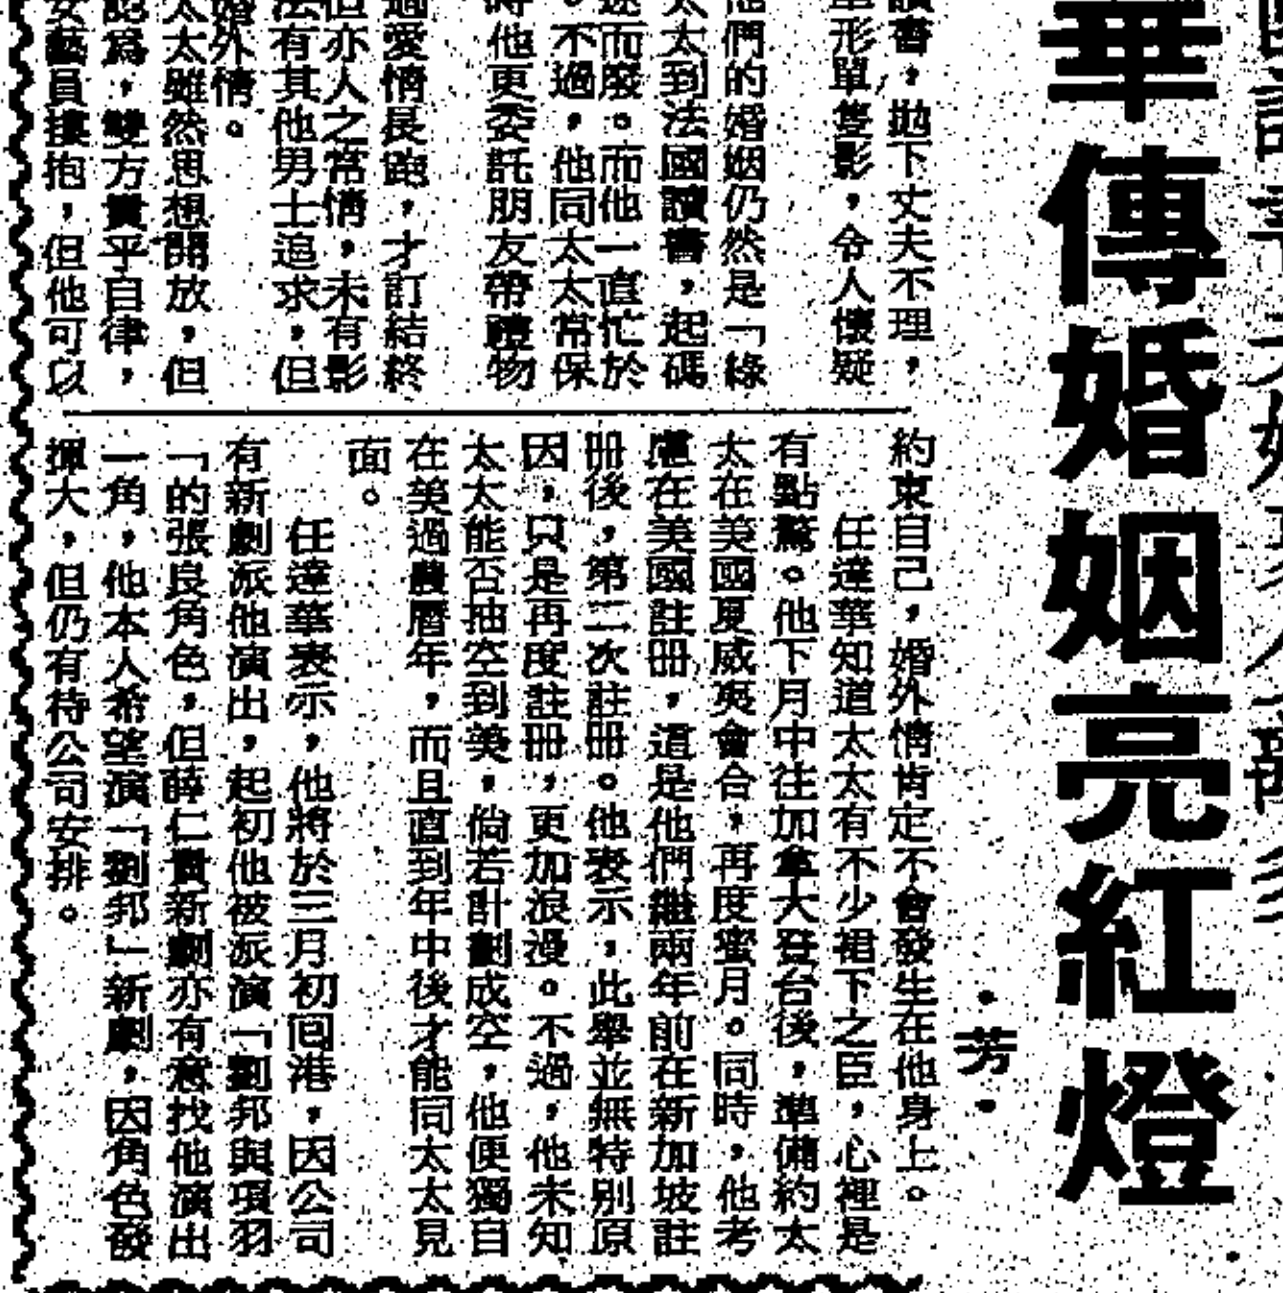 華傳婚姻亮紅燈
•芳•
讀書，拋下丈夫不理，
形單隻影，令人懷疑
他們的婚姻仍然是「綠
太太到法國讀書，起碼
途而廢。而他一直忙於
。不過，他同太太常保
時他更委託朋友帶禮物
過愛情長跑，才訂結終
但亦人之常情，未有影
法有其他男士追求，但
婚外情。
太太雖然思想開放，但
認為，雙方貴乎自律，
女藝員摟抱，但他可以
約束自己，婚外情肯定不會發生在他身上。
任達華知道太太有不少裙下之臣，心裡是
有點驚。他下月中往加拿大登台後，準備約太
太在美國夏威夷會合，再度蜜月。同時，他考
慮在美國註册，這是他們繼兩年前在新加坡註
册後，第二次註册。他表示，此舉並無特別原
因，只是再度註册，更加浪漫。不過，他未知
太太能否抽空到美，倘若計劃成空，他便獨自
在美過農曆年，而且直到年中後才能同太太見
面。
任達華表示，他將於三月初回港，因公司
有新劇派他演出，起初他被派演「劉邦與項羽
」的張良角色，但薛仁貴新劇亦有意找他演出
一角，他本人希望演「劉邦」新劇，因角色發
揮大，但仍有待公司安排。